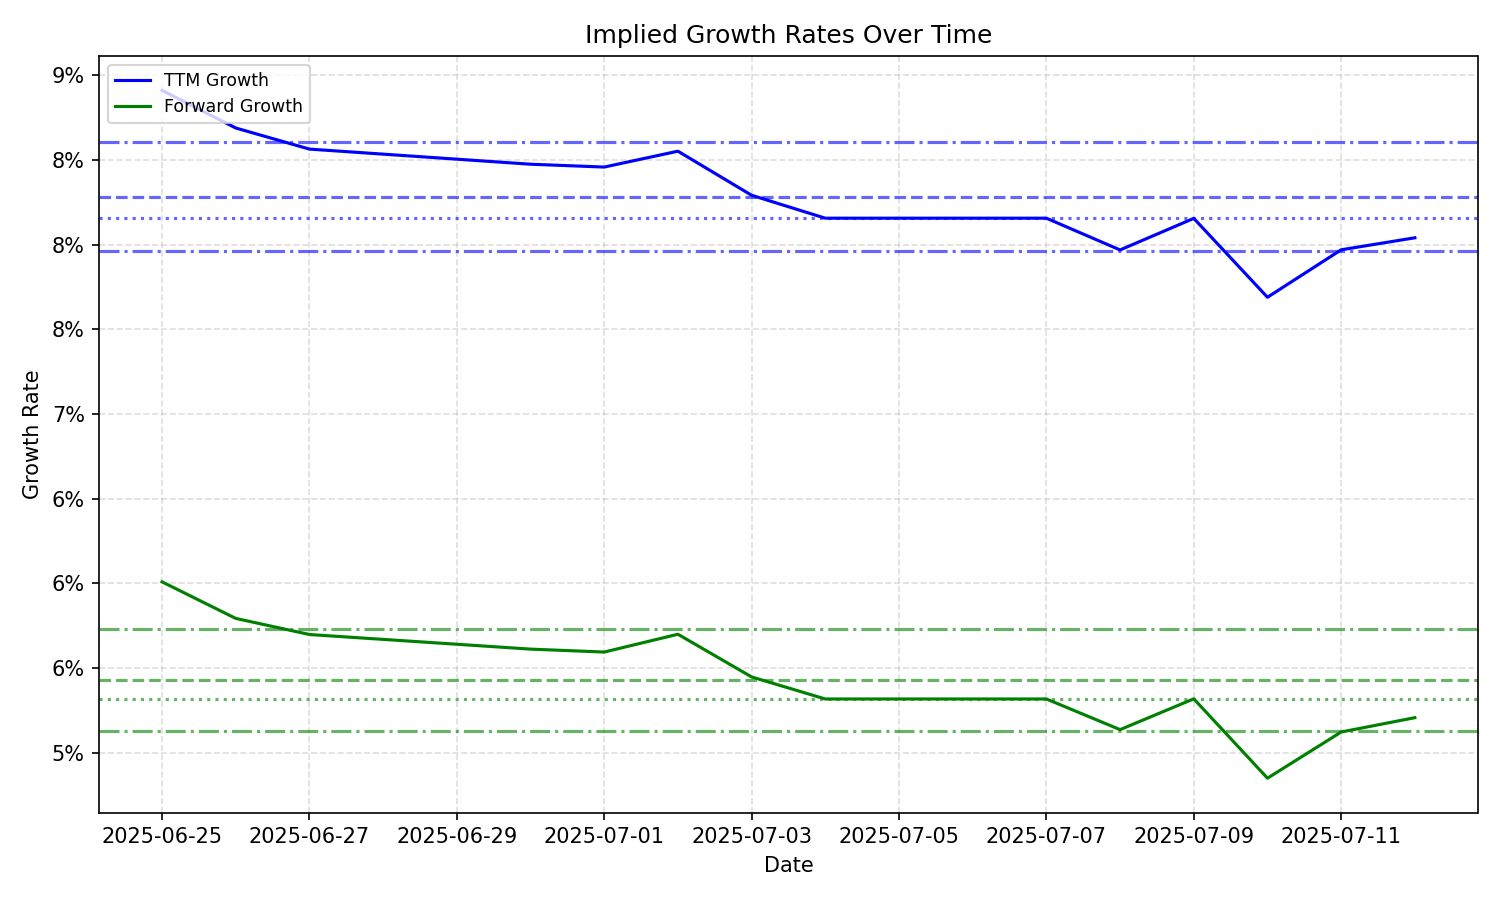 Implied Growth Rates Over Time
TTM Growth
Forward Growth
9%
8%
8%
8%
7%
6%
6%
6%
5%
Growth Rate
2025-06-25 2025-06-27 2025-06-29 2025-07-01 2025-07-03 2025-07-05 2025-07-07 2025-07-09 2025-07-11
Date